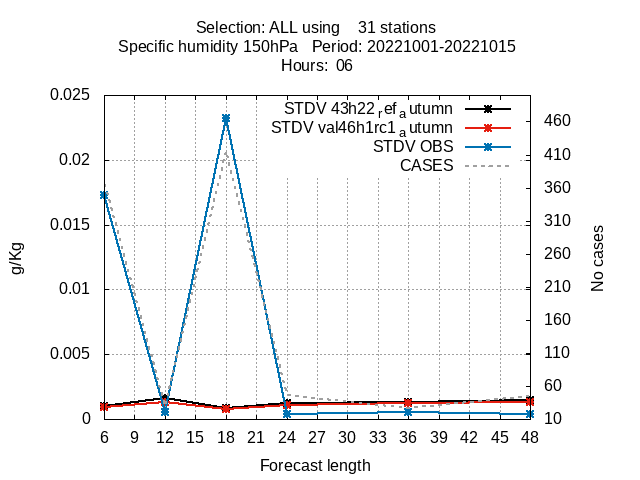 Selection: ALL using    31 stations
Specific humidity 150hPa   Period: 20221001-20221015
Hours:  06
STDV 43h22ref autumn
STDV val46h1rc1autumn
STDV OBS
CASES
0.025
0.02
0.015
0.01
0.005
0
g/Kg
460
410
360
310
260
210
160
110
60
10
No cases
6 9 12 15 18 21 24 27 30 33 36 39 42 45 48
Forecast length